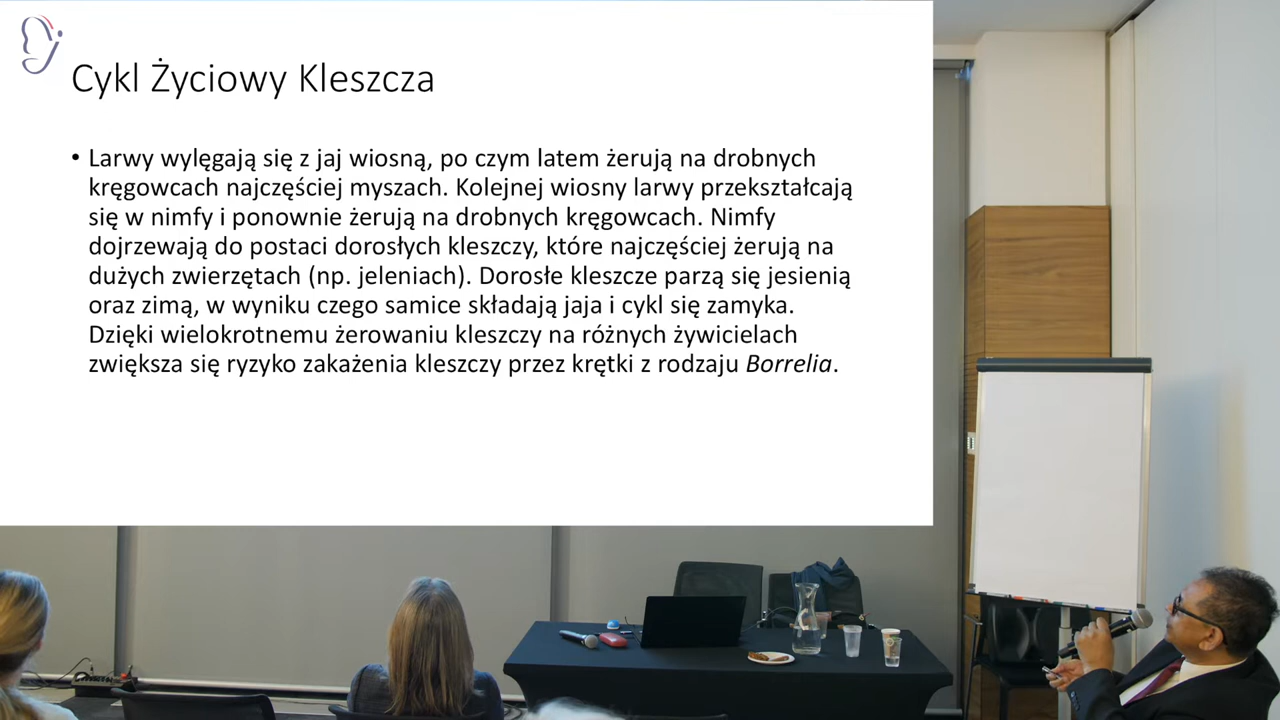 Cykl Życiowy Kleszcza
• Larwy wylęgają się z jaj wiosną, po czym latem żerują na drobnych
kręgowcach najczęściej myszach. Kolejnej wiosny larwy przekształcają
się w nimfy i ponownie żerują na drobnych kręgowcach. Nimfy
dojrzewają do postaci dorosłych kleszczy, które najczęściej żerują na
dużych zwierzętach (np. jeleniach). Dorosłe kleszcze parzą się jesienią
oraz zimą, w wyniku czego samice składają jaja i cykl się zamyka.
Dzięki wielokrotnemu żerowaniu kleszczy na różnych żywicielach
zwiększa się ryzyko zakażenia kleszczy przez krętki z rodzaju Borrelia.